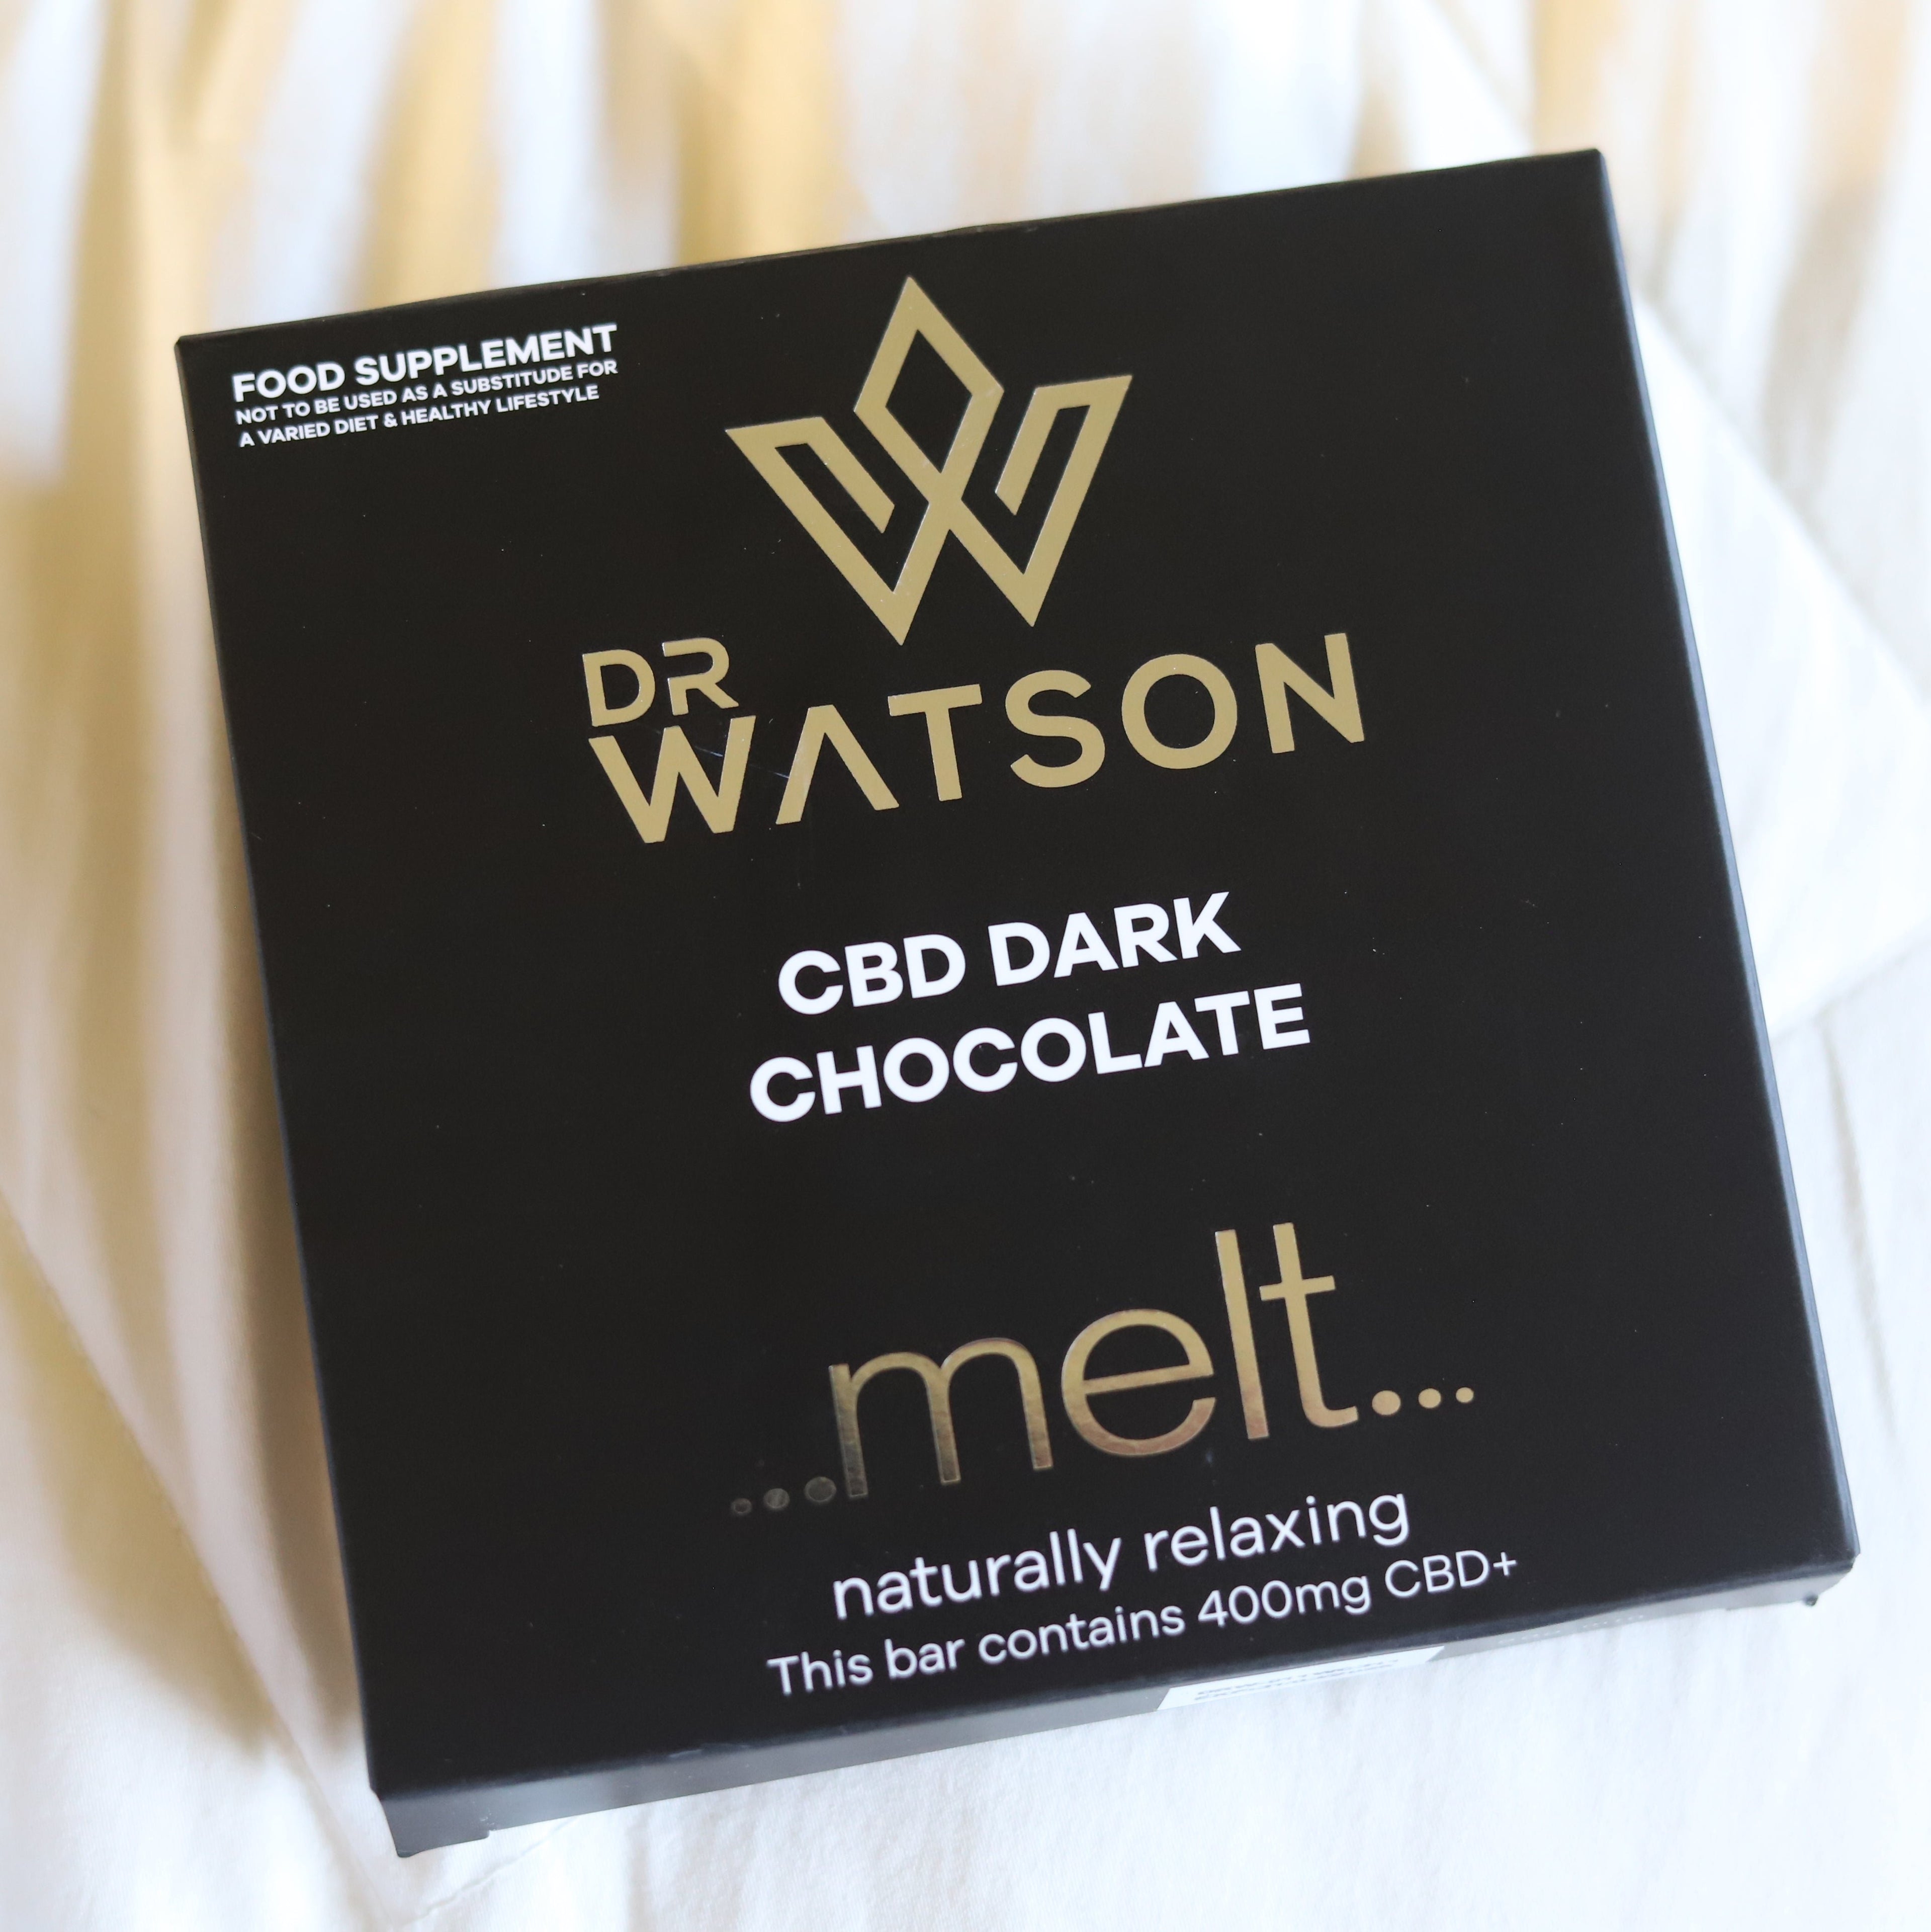 FOOD SUPPLEMENT
NOT TO BE USED AS A SUBSTITUDE FOR
A VARIED DIET & HEALTHY LIFESTYLE
DR
WATSON
CBD DARK
CHOCOLATE
...melt...
naturally relaxing
This bar contains 400mg CBD+